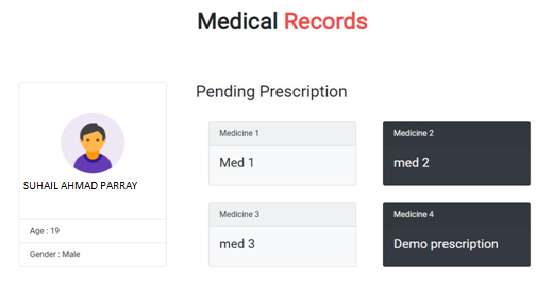 Medical Records
SUHAIL AHMAD PARRAY
Age : 19
Gender : Malle
Pending Prescription
Medicine 1
Med 1
Medicine 2
med 2
Medicine 3
med 3
Medicine 4
Demo prescription